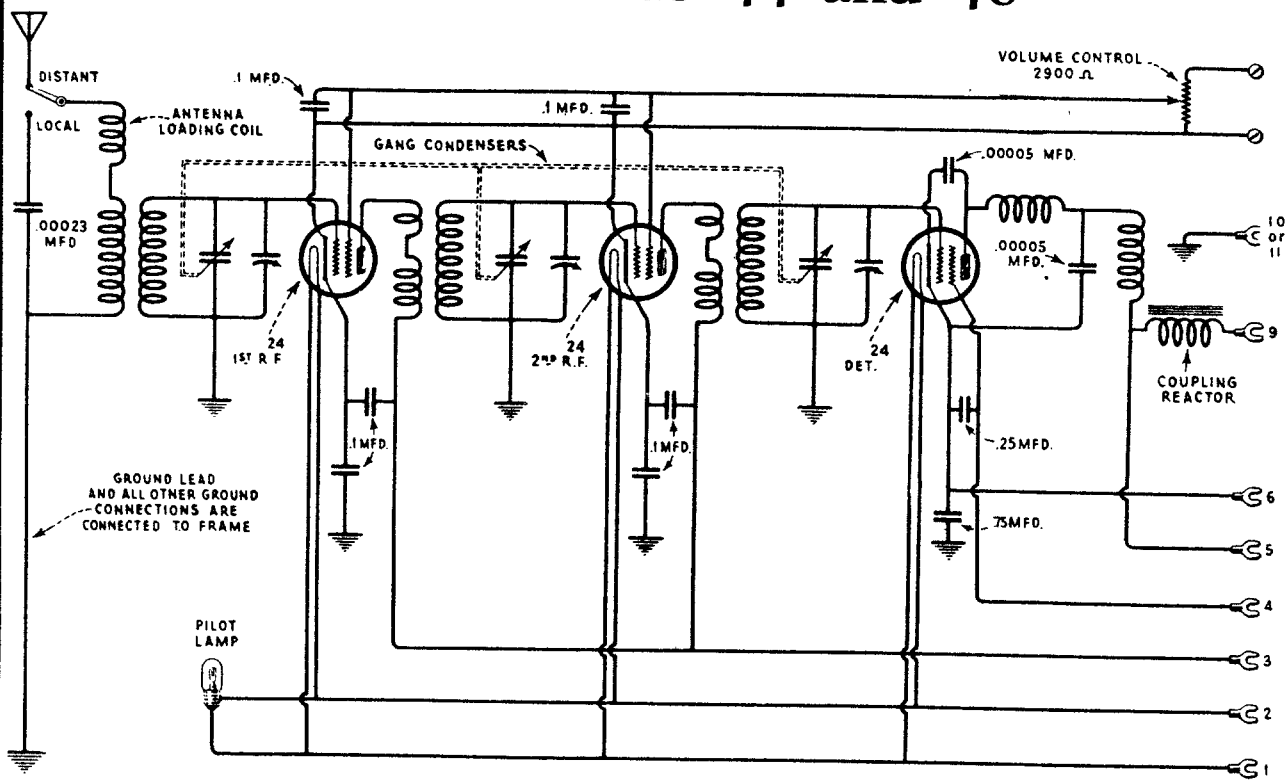 and
VOLUME CONTROL
2900 Ω
.1 MFD.
.1 MFD.
DISTANT
LOCAL
ANTENNA
LOADING COIL
GANG CONDENSERS
.00005 MFD.
.00023
MFD
.00005
MFD.
10
or
11
24
1ST R F
24
2ND R.F.
24
DET.
9
COUPLING
REACTOR
.1 MFD.
.1 MFD.
.25 MFD.
GROUND LEAD
AND ALL OTHER GROUND
CONNECTIONS ARE
CONNECTED TO FRAME
6
.75 MFD.
5
4
PILOT
LAMP
3
2
1